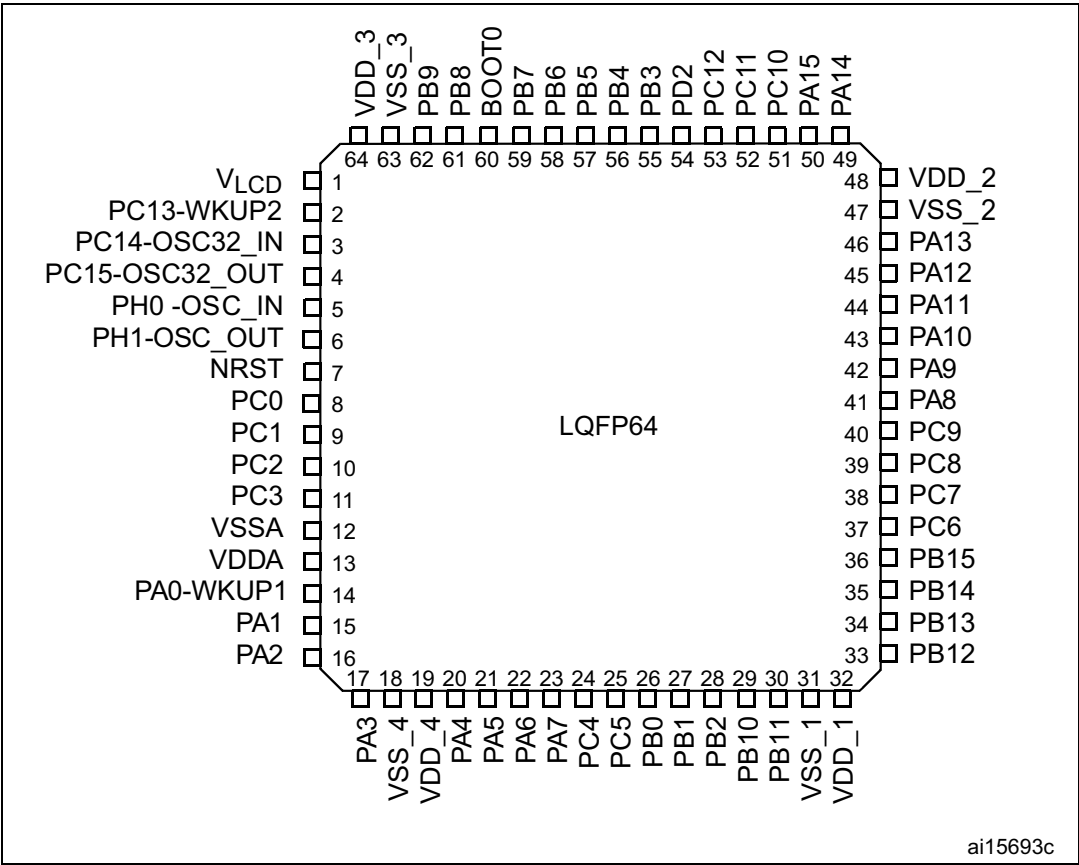 VDD_3
VSS_3
PB9
PB8
BOOT0
PB7
PB6
PB5
PB4
PB3
PD2
PC12
PC11
PC10
PA15
PA14
64 63 62 61 60 59 58 57 56 55 54 53 52 51 50 49
VLCD 1
PC13-WKUP2 2
PC14-OSC32_IN 3
PC15-OSC32_OUT 4
PH0 -OSC_IN 5
PH1-OSC_OUT 6
NRST 7
PC0 8
PC1 9
PC2 10
PC3 11
VSSA 12
VDDA 13
PA0-WKUP1 14
PA1 15
PA2 16
LQFP64
48 VDD_2
47 VSS_2
46 PA13
45 PA12
44 PA11
43 PA10
42 PA9
41 PA8
40 PC9
39 PC8
38 PC7
37 PC6
36 PB15
35 PB14
34 PB13
33 PB12
17 18 19 20 21 22 23 24 25 26 27 28 29 30 31 32
PA3
VSS_4
VDD_4
PA4
PA5
PA6
PA7
PC4
PC5
PB0
PB1
PB2
PB10
PB11
VSS_1
VDD_1
ai15693c